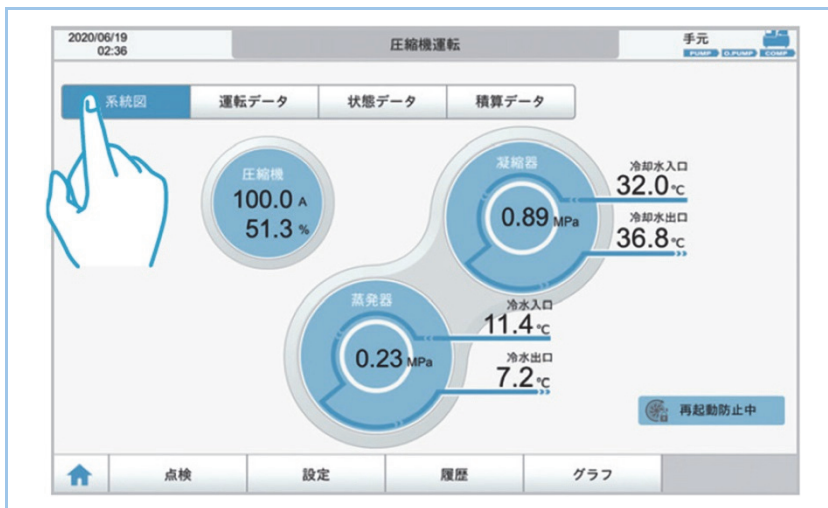 2020/06/19
02:36
圧縮機運転
手元
PUMP O.PUMP COMP
系統図 運転データ 状態データ 積算データ
圧縮機
100.0 A
51.3 %
凝縮器
0.89 MPa
冷却水入口
32.0 ℃
冷却水出口
36.8 ℃
蒸発器
0.23 MPa
冷水入口
11.4 ℃
冷水出口
7.2 ℃
再起動防止中
点検 設定 履歴 グラフ